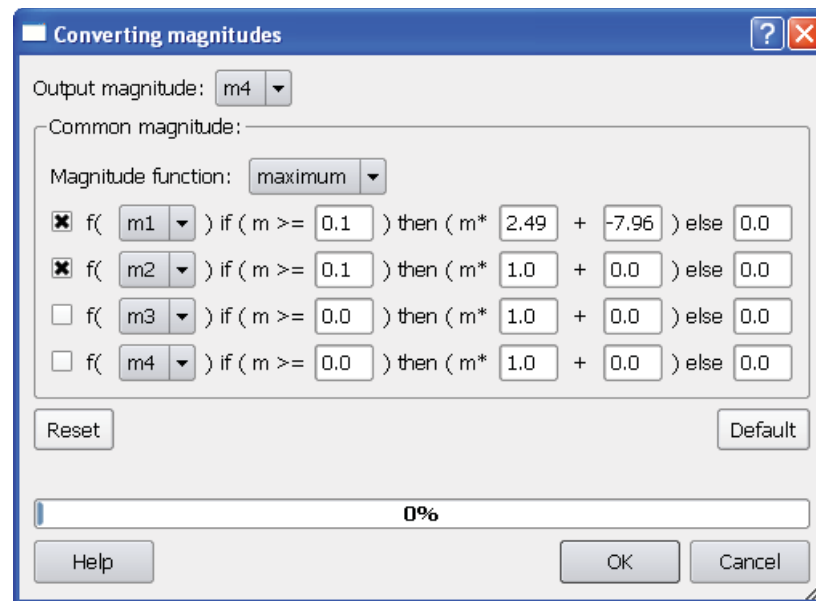 Converting magnitudes
Output magnitude: m4
Common magnitude:
Magnitude function: maximum
f( m1 ) if ( m >= 0.1 ) then ( m* 2.49 + -7.96 ) else 0.0
f( m2 ) if ( m >= 0.1 ) then ( m* 1.0 + 0.0 ) else 0.0
f( m3 ) if ( m >= 0.0 ) then ( m* 1.0 + 0.0 ) else 0.0
f( m4 ) if ( m >= 0.0 ) then ( m* 1.0 + 0.0 ) else 0.0
Reset Default
0%
Help OK Cancel